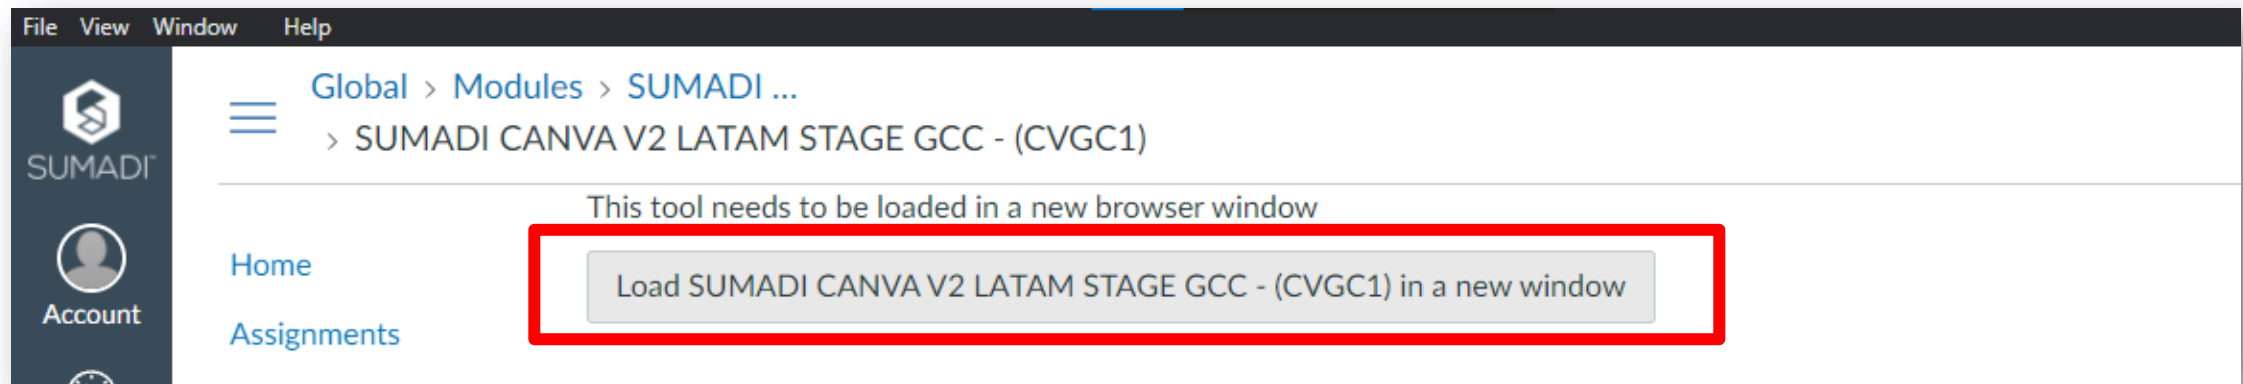 File View Window Help
SUMADI
Account
Global > Modules > SUMADI ...
> SUMADI CANVA V2 LATAM STAGE GCC - (CVGC1)
Home
Assignments
This tool needs to be loaded in a new browser window
Load SUMADI CANVA V2 LATAM STAGE GCC - (CVGC1) in a new window